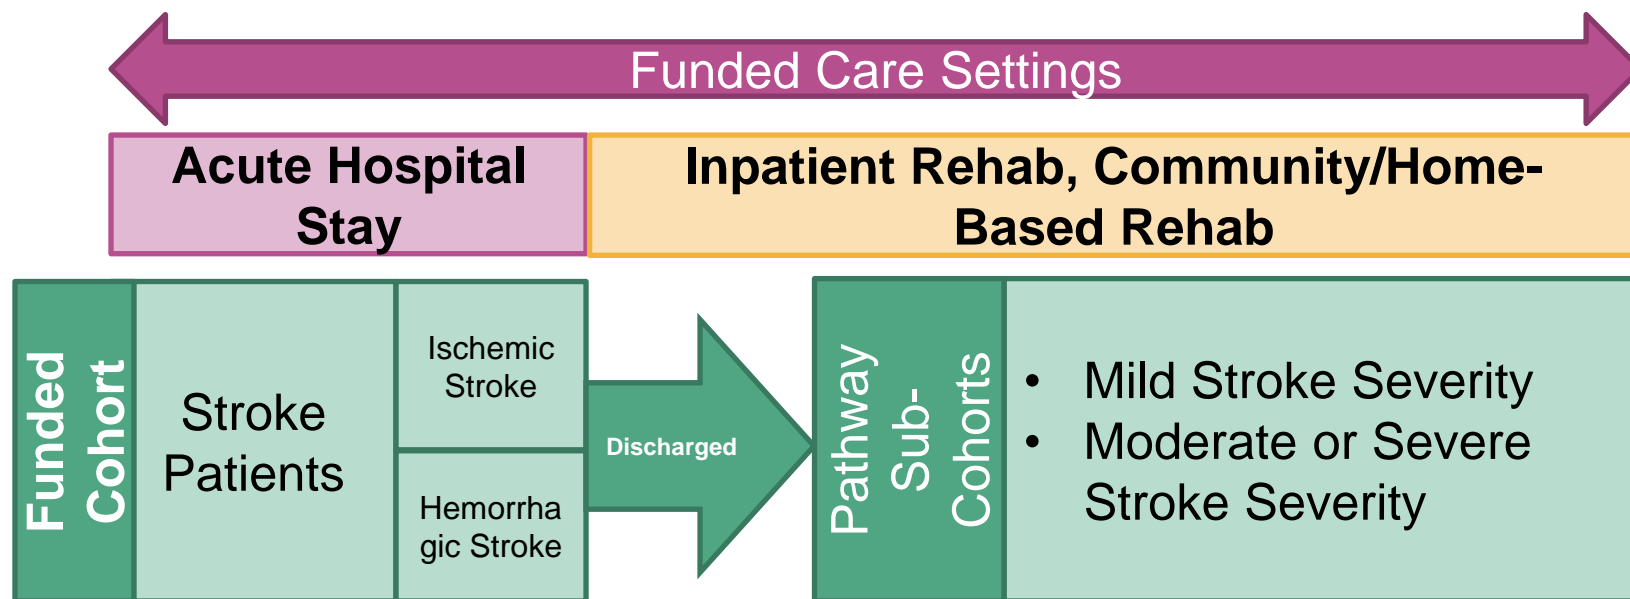 Funded Care Settings
Acute Hospital
Stay
Inpatient Rehab, Community/Home-
Based Rehab
Funded
Cohort
Stroke
Patients
Ischemic
Stroke
Hemorrha
gic Stroke
Discharged
Pathway
Sub-
Cohorts
• Mild Stroke Severity
• Moderate or Severe
Stroke Severity